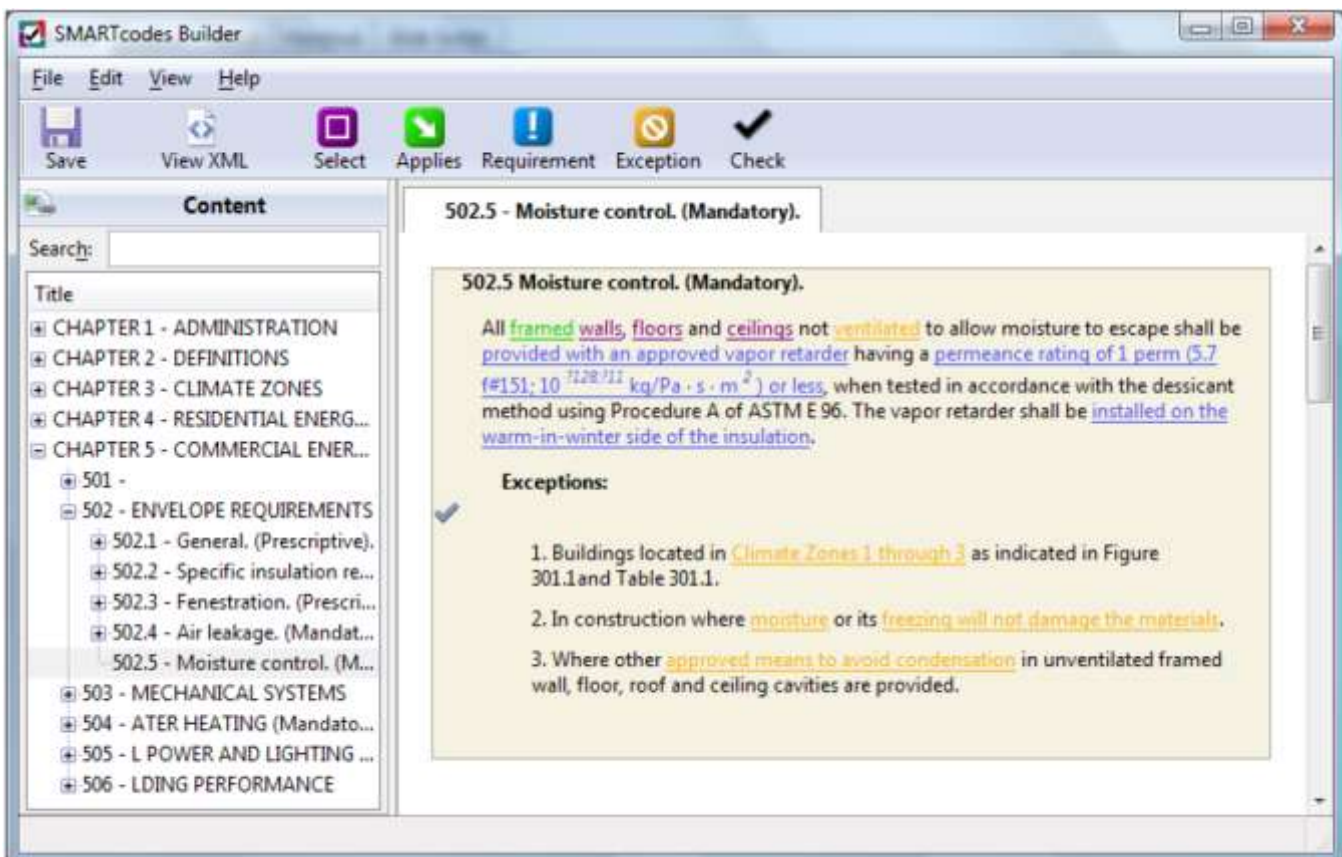 SMARTcodes Builder
File Edit View Help
Save View XML Select Applies Requirement Exception Check
Content
Search:
Title
CHAPTER 1 - ADMINISTRATION
CHAPTER 2 - DEFINITIONS
CHAPTER 3 - CLIMATE ZONES
CHAPTER 4 - RESIDENTIAL ENERG...
CHAPTER 5 - COMMERCIAL ENER...
501 -
502 - ENVELOPE REQUIREMENTS
502.1 - General. (Prescriptive).
502.2 - Specific insulation re...
502.3 - Fenestration. (Prescri...
502.4 - Air leakage. (Mandat...
502.5 - Moisture control. (M...
503 - MECHANICAL SYSTEMS
504 - ATER HEATING (Mandato...
505 - L POWER AND LIGHTING ...
506 - LDING PERFORMANCE
502.5 - Moisture control. (Mandatory).
502.5 Moisture control. (Mandatory).
All framed walls, floors and ceilings not ventilated to allow moisture to escape shall be
provided with an approved vapor retarder having a permeance rating of 1 perm (5.7
f#151; 10 ?128?11 kg/Pa · s · m 2 ) or less, when tested in accordance with the dessicant
method using Procedure A of ASTM E 96. The vapor retarder shall be installed on the
warm-in-winter side of the insulation.
Exceptions:
1. Buildings located in Climate Zones 1 through 3 as indicated in Figure
301.1and Table 301.1.
2. In construction where moisture or its freezing will not damage the materials.
3. Where other approved means to avoid condensation in unventilated framed
wall, floor, roof and ceiling cavities are provided.